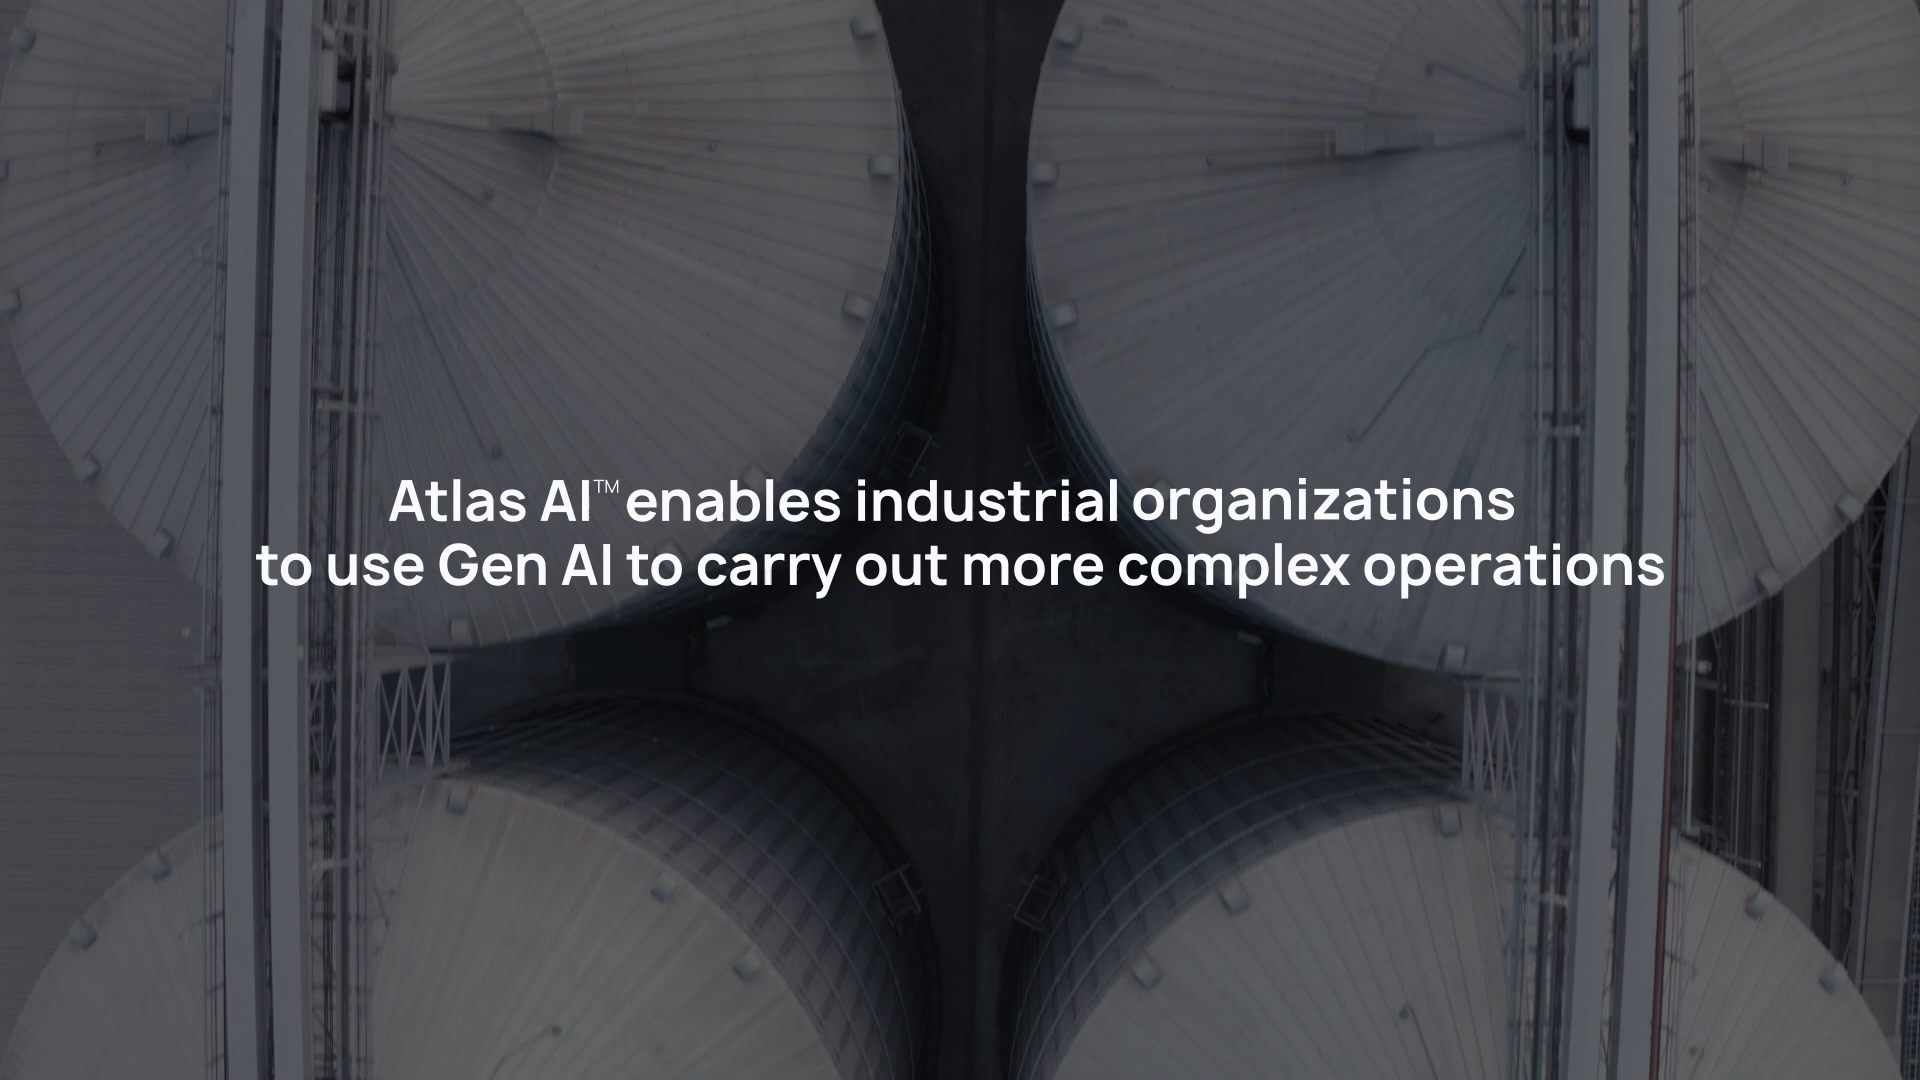 Atlas AI™ enables industrial organizations
to use Gen AI to carry out more complex operations